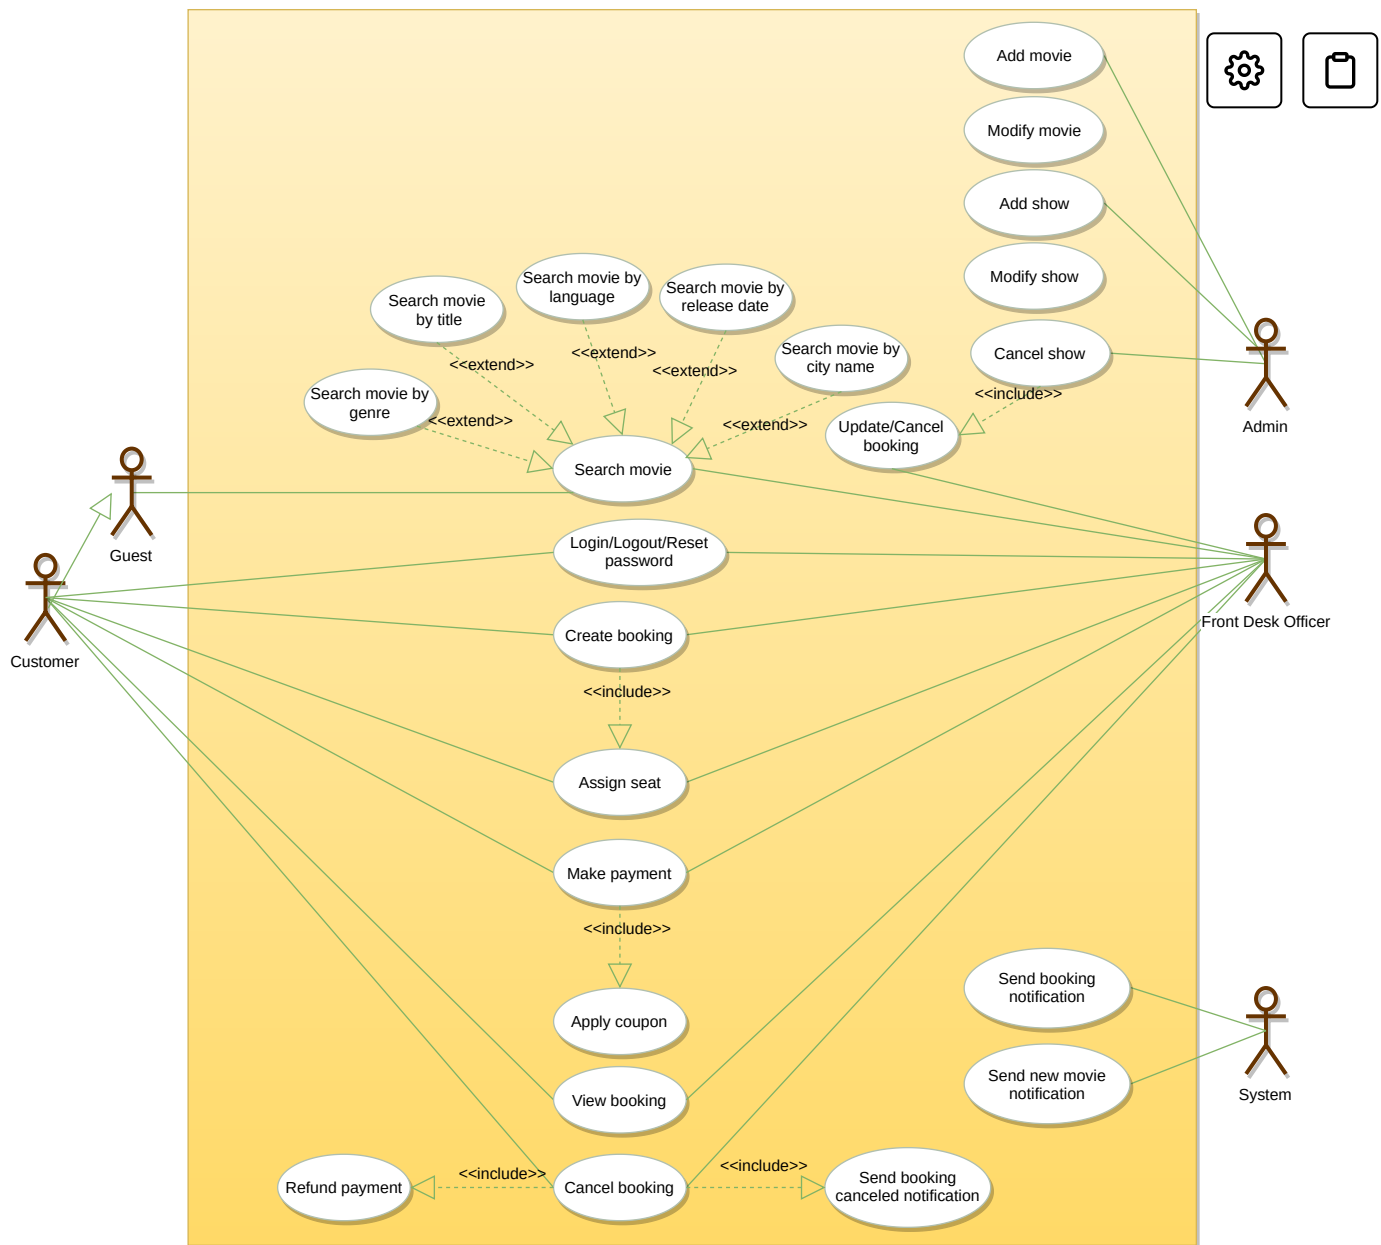 Add movie
Modify movie
Add show
Modify show
Search movie by
language
Search movie by
release date
Search movie
by title
Search movie by
city name
Cancel show
<<extend>>
<<extend>>
<<extend>>
<<include>>
Search movie by
genre
<<extend>>
<<extend>>
Update/Cancel
booking
Admin
Search movie
Guest
Login/Logout/Reset
password
Front Desk Officer
Create booking
Customer
<<include>>
Assign seat
Make payment
<<include>>
Send booking
notification
Apply coupon
Send new movie
notification
System
View booking
<<include>>
<<include>>
Refund payment
Cancel booking
Send booking
canceled notification